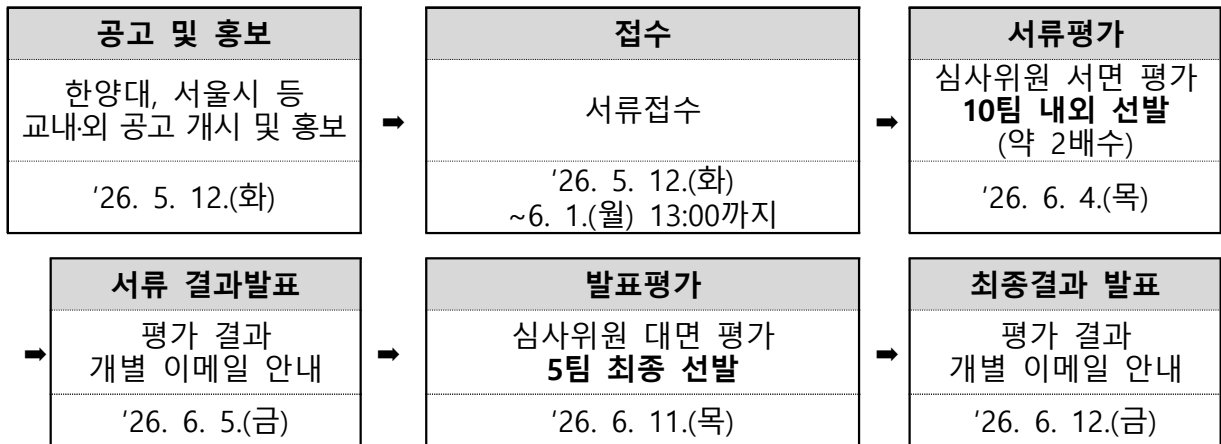 공고 및 홍보
한양대, 서울시 등
교내·외 공고 개시 및 홍보
'26. 5. 12.(화)
➡
접수
서류접수
'26. 5. 12.(화)
~6. 1.(월) 13:00까지
➡
서류평가
심사위원 서면 평가
10팀 내외 선발
(약 2배수)
'26. 6. 4.(목)
➡
서류 결과발표
평가 결과
개별 이메일 안내
'26. 6. 5.(금)
➡
발표평가
심사위원 대면 평가
5팀 최종 선발
'26. 6. 11.(목)
➡
최종결과 발표
평가 결과
개별 이메일 안내
'26. 6. 12.(금)